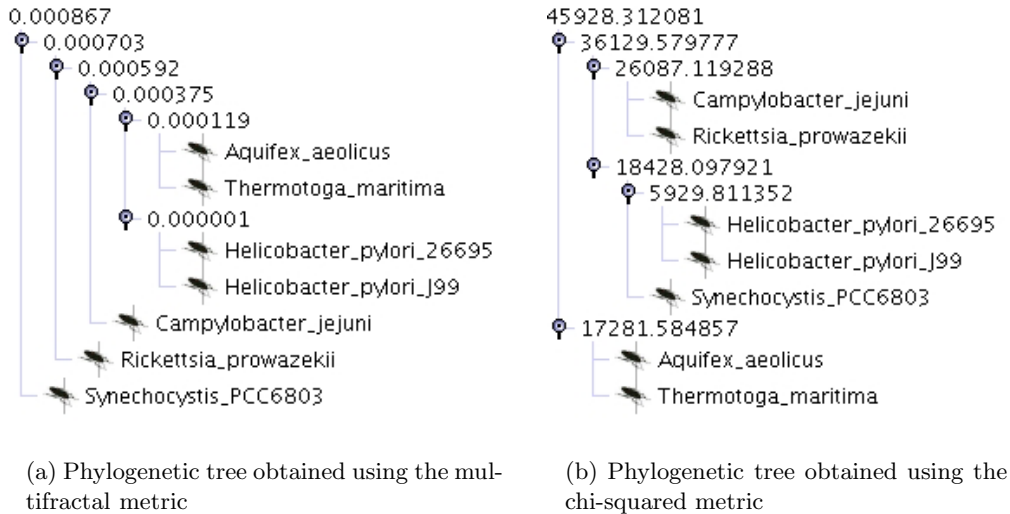 0.000867
0.000703
0.000592
0.000375
0.000119
Aquifex_aeolicus
Thermotoga_maritima
0.000001
Helicobacter_pylori_26695
Helicobacter_pylori_J99
Campylobacter_jejuni
Rickettsia_prowazekii
Synechocystis_PCC6803
(a) Phylogenetic tree obtained using the mul-
tifractal metric
45928.312081
36129.579777
26087.119288
Campylobacter_jejuni
Rickettsia_prowazekii
18428.097921
5929.811352
Helicobacter_pylori_26695
Helicobacter_pylori_J99
Synechocystis_PCC6803
17281.584857
Aquifex_aeolicus
Thermotoga_maritima
(b) Phylogenetic tree obtained using the
chi-squared metric